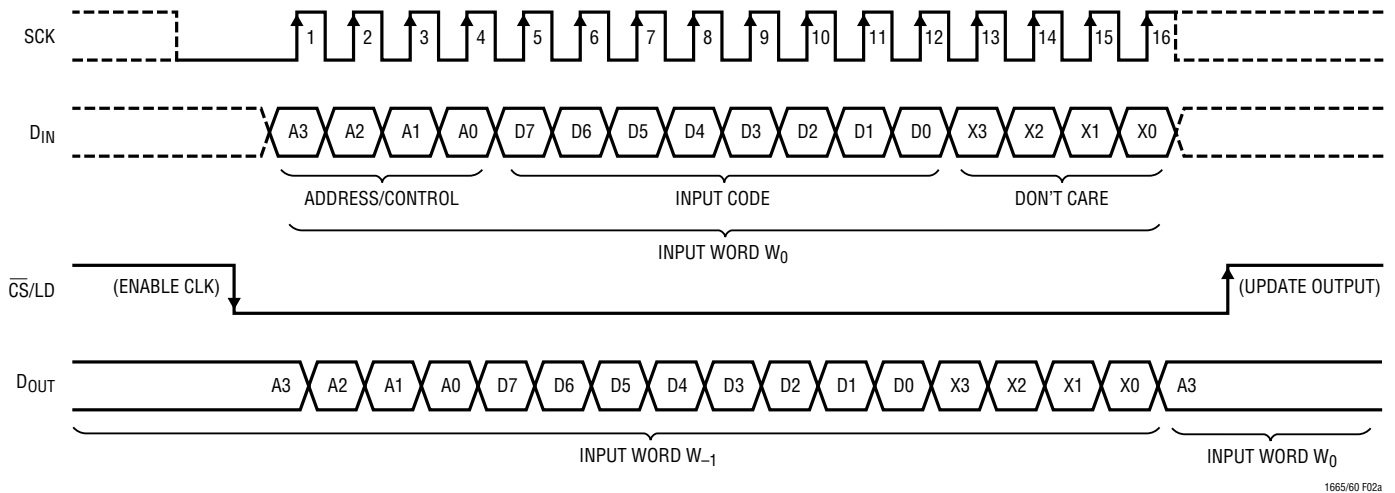 SCK 1 2 3 4 5 6 7 8 9 10 11 12 13 14 15 16
DIN A3 A2 A1 A0 D7 D6 D5 D4 D3 D2 D1 D0 X3 X2 X1 X0
ADDRESS/CONTROL INPUT CODE DON'T CARE
INPUT WORD W0
CS/LD (ENABLE CLK) (UPDATE OUTPUT)
DOUT A3 A2 A1 A0 D7 D6 D5 D4 D3 D2 D1 D0 X3 X2 X1 X0 A3
INPUT WORD W–1 INPUT WORD W0
1665/60 F02a